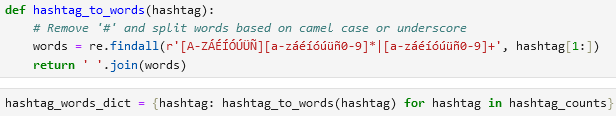 def hashtag_to_words(hashtag):
# Remove '#' and split words based on camel case or underscore
words = re.findall(r'[A-ZÁÉÍÓÚÜÑ][a-záéíóúüñ0-9]*|[a-záéíóúüñ0-9]+', hashtag[1:])
return ' '.join(words)
hashtag_words_dict = {hashtag: hashtag_to_words(hashtag) for hashtag in hashtag_counts}